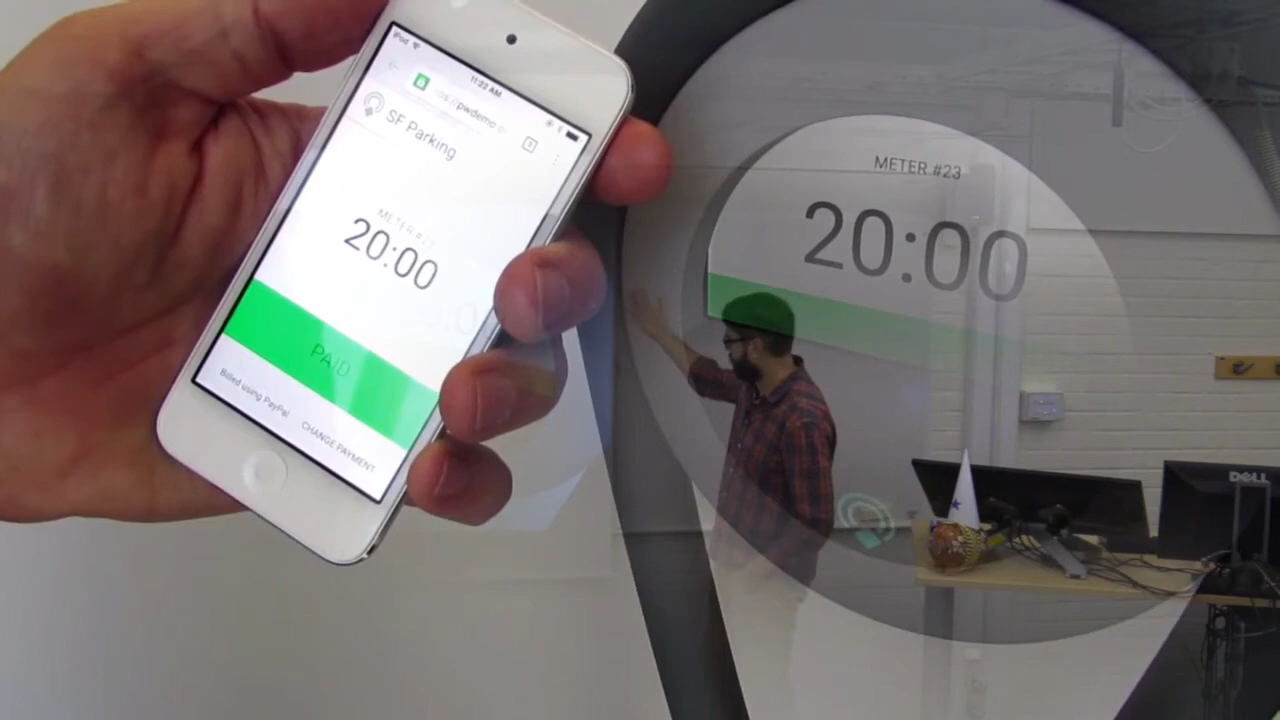 iPod
11:22 AM
pwdemo
SF Parking
METER #23
20:00
PAID
Billed using PayPal
CHANGE PAYMENT
METER #23
20:00
DELL